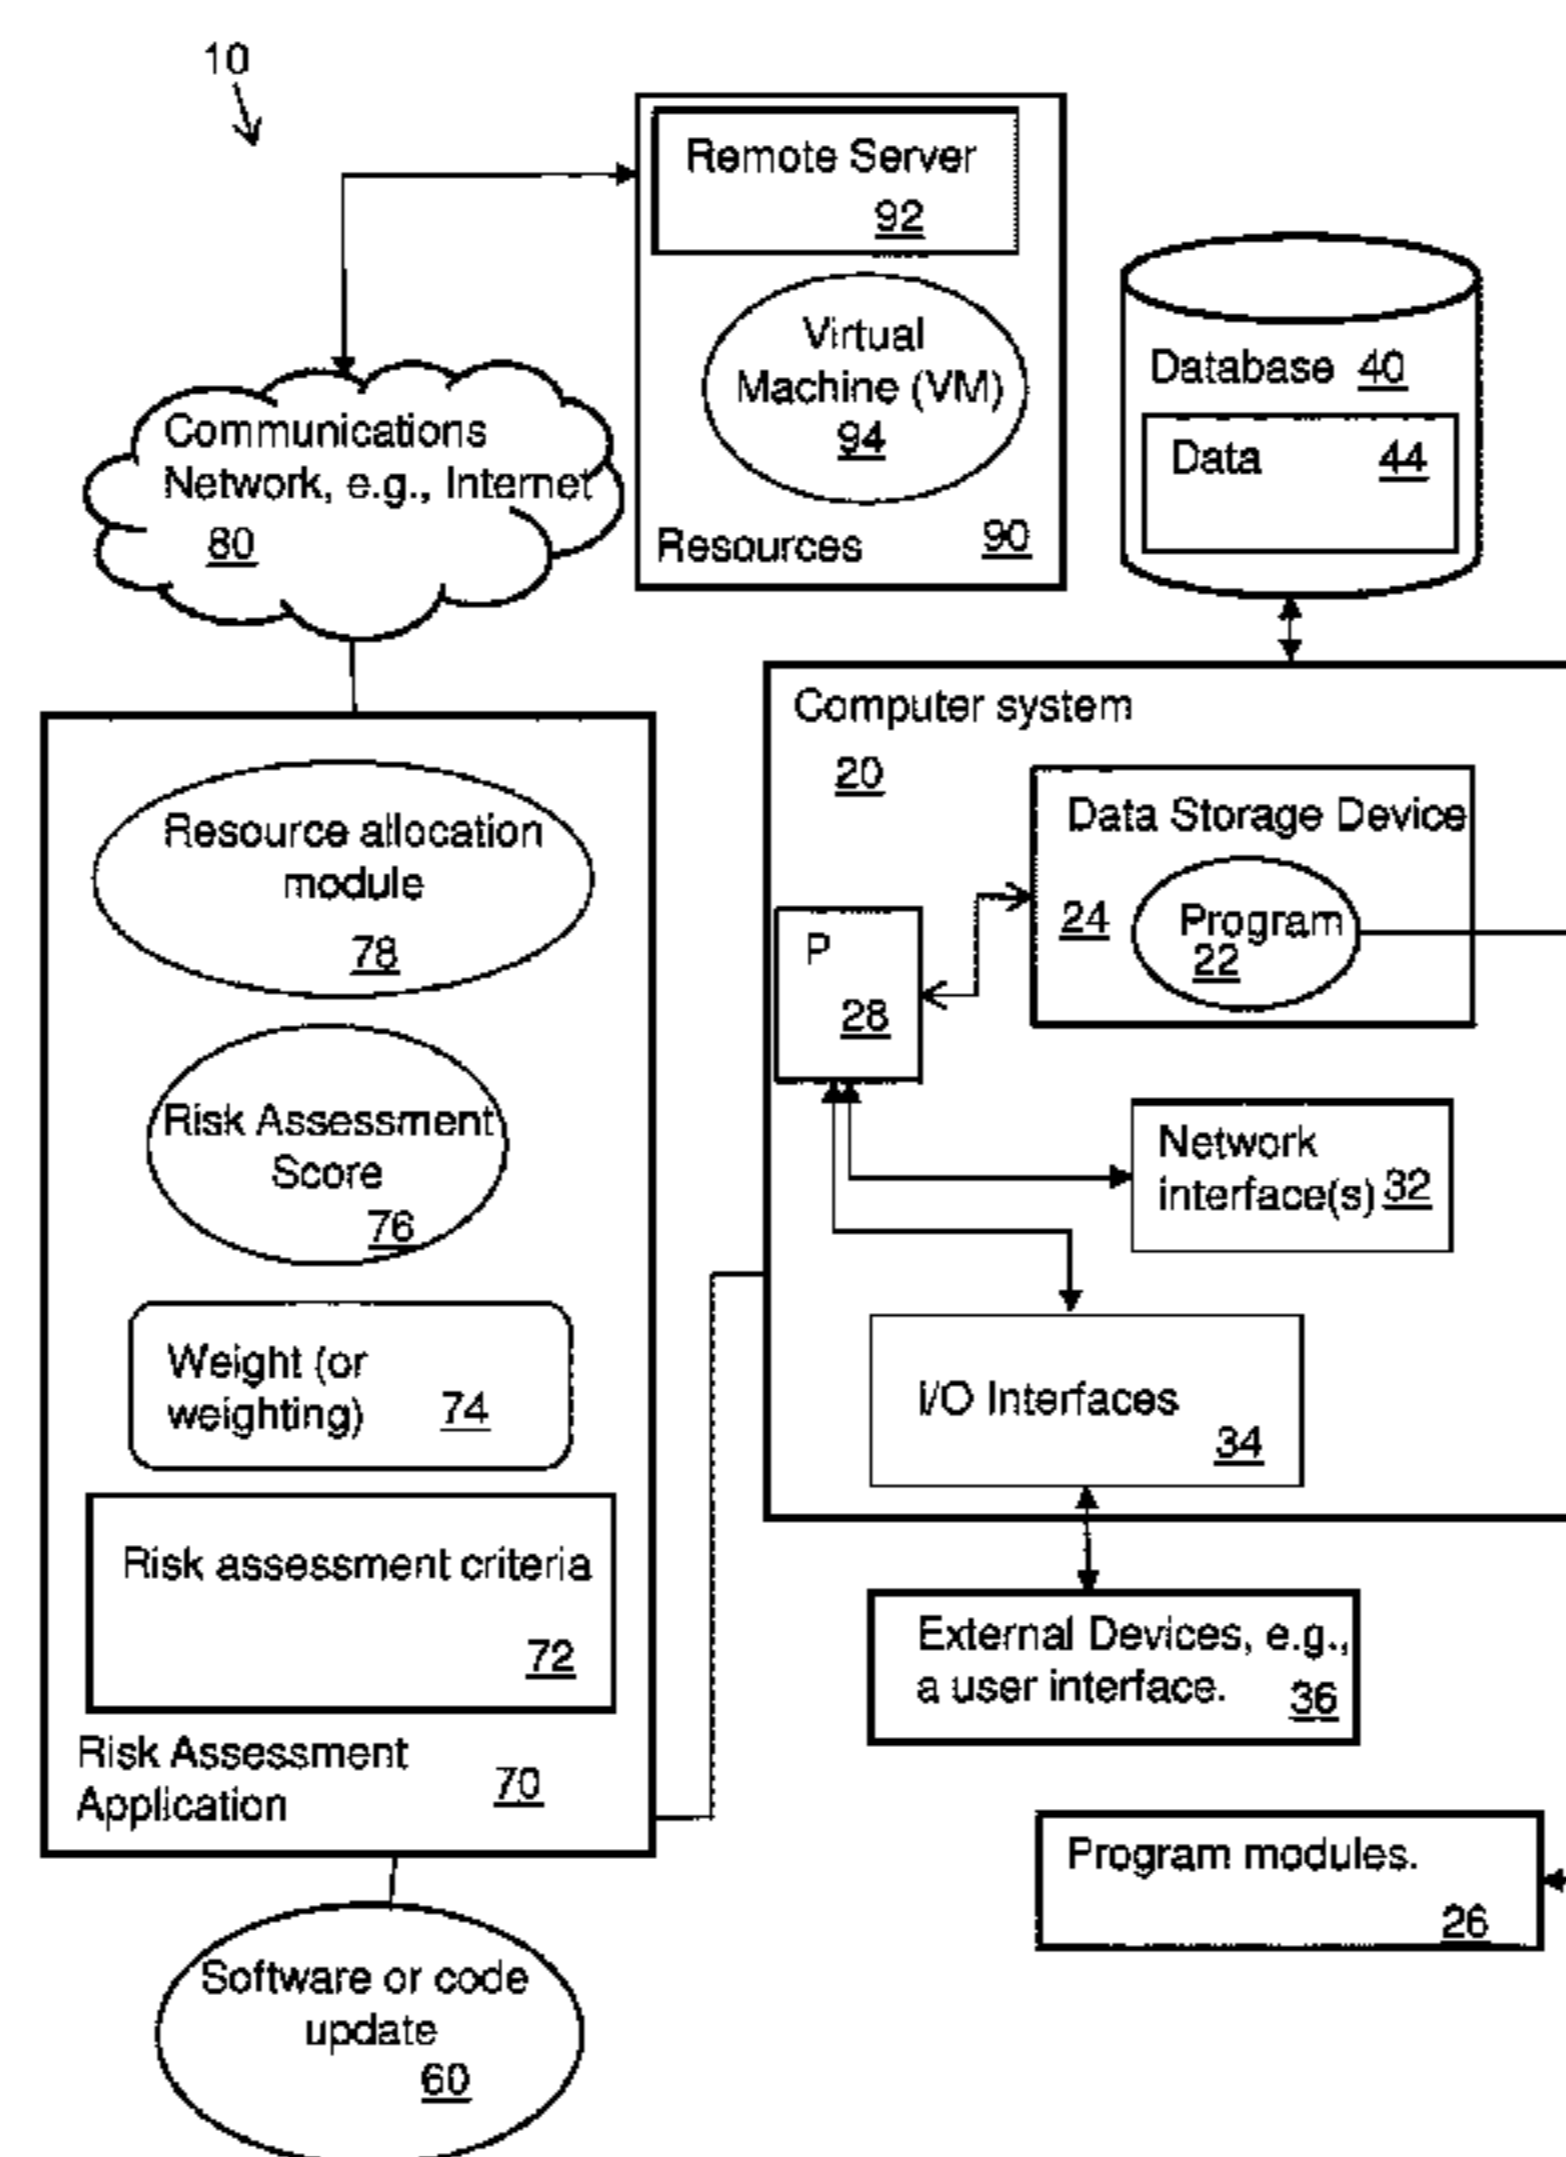 10
Remote Server
92
Virtual
Machine (VM)
94
Resources 90
Database 40
Data 44
Communications
Network, e.g., Internet
80
Resource allocation
module
78
Risk Assessment
Score
76
Weight (or
weighting) 74
Risk assessment criteria
72
Risk Assessment
Application 70
Software or code
update
60
Computer system
20
Data Storage Device
24
Program
22
P
28
Network
interface(s) 32
I/O Interfaces
34
External Devices, e.g.,
a user interface. 36
Program modules.
26